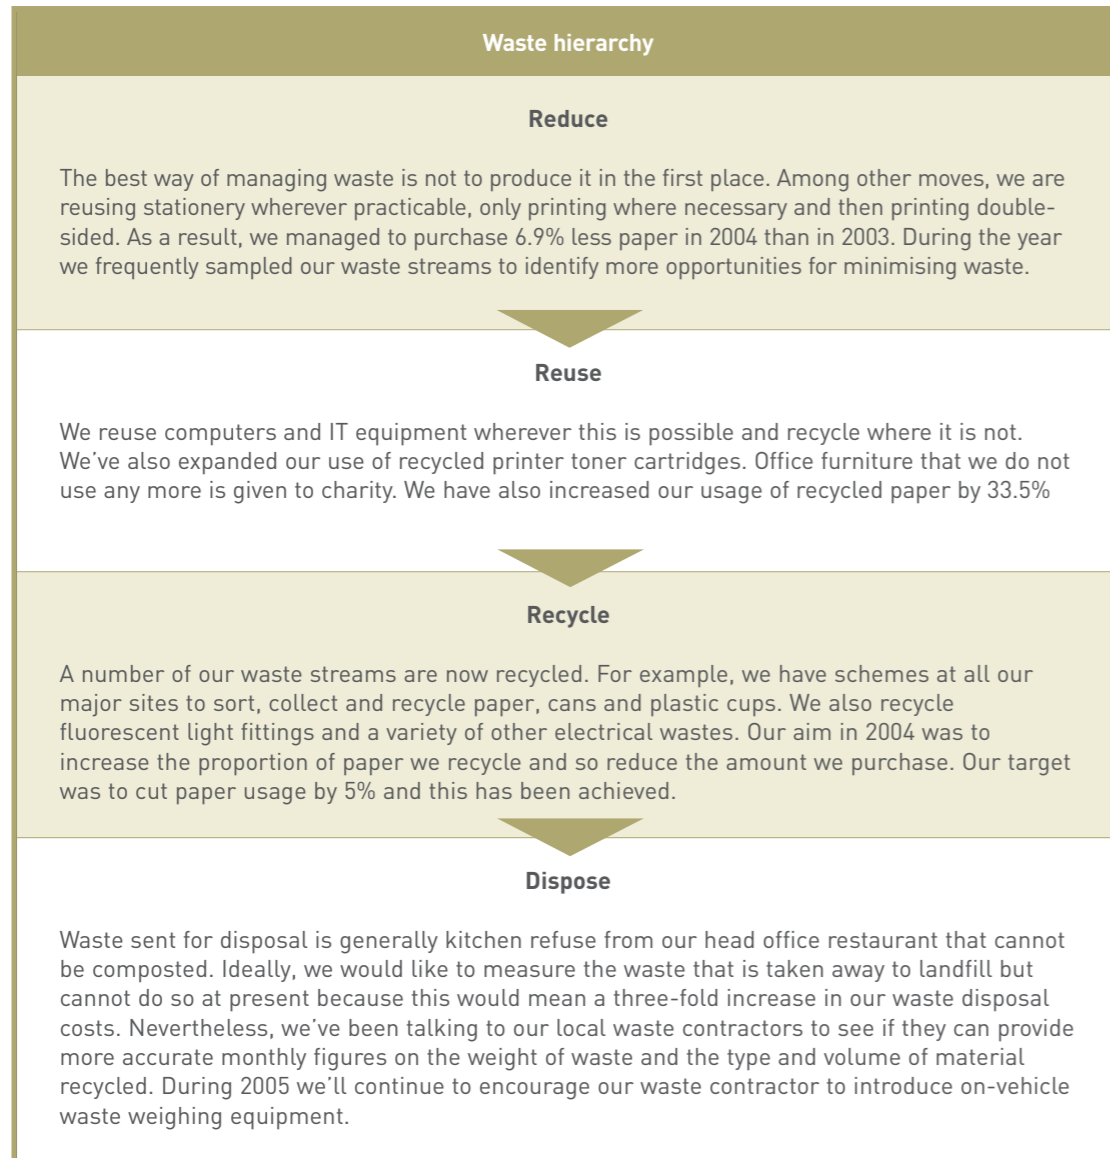 Waste hierarchy
Reduce
The best way of managing waste is not to produce it in the first place. Among other moves, we are
reusing stationery wherever practicable, only printing where necessary and then printing double-
sided. As a result, we managed to purchase 6.9% less paper in 2004 than in 2003. During the year
we frequently sampled our waste streams to identify more opportunities for minimising waste.
Reuse
We reuse computers and IT equipment wherever this is possible and recycle where it is not.
We’ve also expanded our use of recycled printer toner cartridges. Office furniture that we do not
use any more is given to charity. We have also increased our usage of recycled paper by 33.5%
Recycle
A number of our waste streams are now recycled. For example, we have schemes at all our
major sites to sort, collect and recycle paper, cans and plastic cups. We also recycle
fluorescent light fittings and a variety of other electrical wastes. Our aim in 2004 was to
increase the proportion of paper we recycle and so reduce the amount we purchase. Our target
was to cut paper usage by 5% and this has been achieved.
Dispose
Waste sent for disposal is generally kitchen refuse from our head office restaurant that cannot
be composted. Ideally, we would like to measure the waste that is taken away to landfill but
cannot do so at present because this would mean a three-fold increase in our waste disposal
costs. Nevertheless, we’ve been talking to our local waste contractors to see if they can provide
more accurate monthly figures on the weight of waste and the type and volume of material
recycled. During 2005 we’ll continue to encourage our waste contractor to introduce on-vehicle
waste weighing equipment.